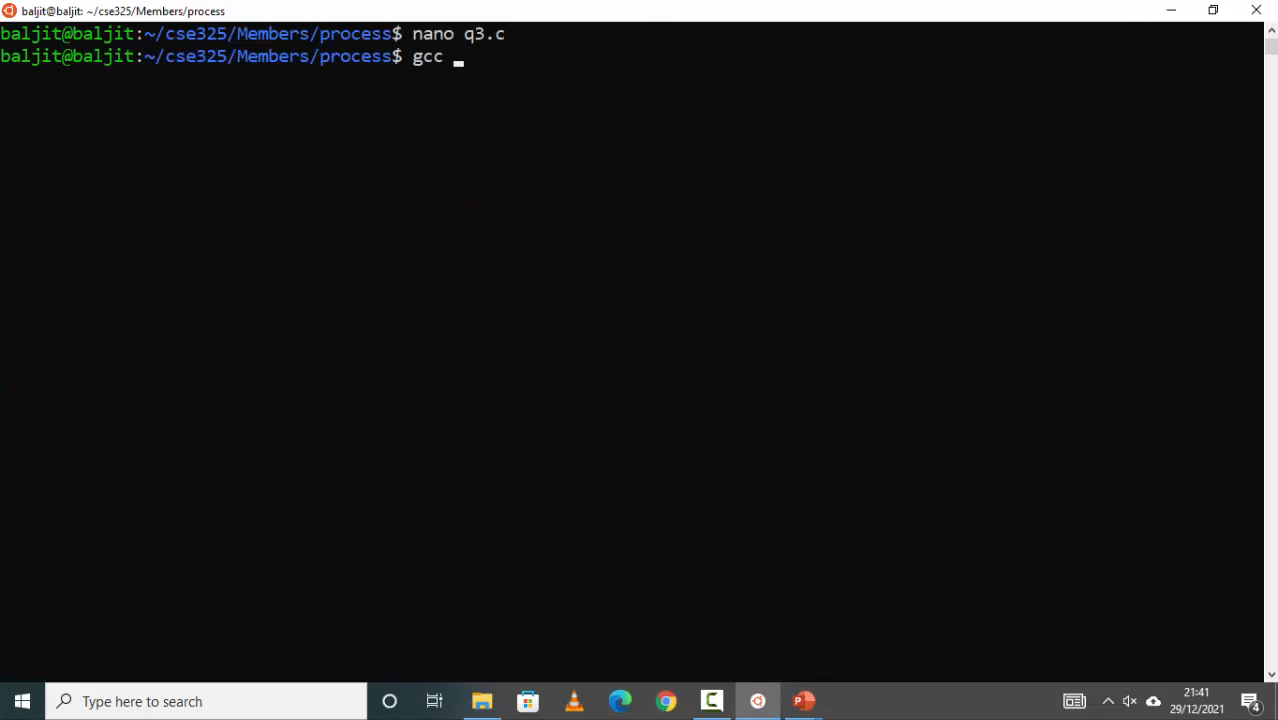 baljit@baljit: ~/cse325/Members/process
baljit@baljit:~/cse325/Members/process$ nano q3.c
baljit@baljit:~/cse325/Members/process$ gcc _
Type here to search
21:41
29/12/2021
4